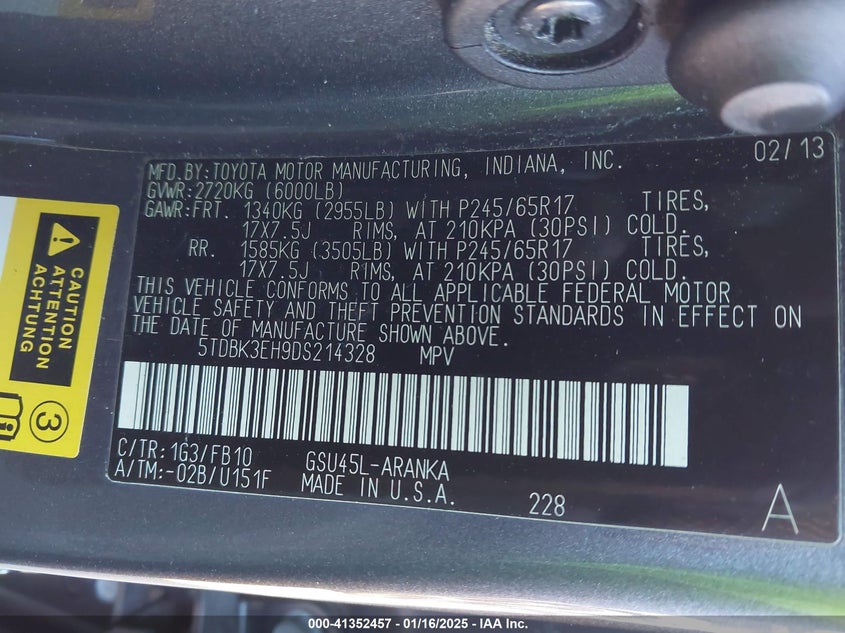 MFD.BY:TOYOTA MOTOR MANUFACTURING, INDIANA, INC. 02/13
GVWR:2720KG (6000LB)
GAWR:FRT. 1340KG (2955LB) WITH P245/65R17 TIRES,
17X7.5J RIMS, AT 210KPA (30PSI) COLD.
RR. 1585KG (3505LB) WITH P245/65R17 TIRES,
17X7.5J RIMS, AT 210KPA (30PSI) COLD.
THIS VEHICLE CONFORMS TO ALL APPLICABLE FEDERAL MOTOR
VEHICLE SAFETY AND THEFT PREVENTION STANDARDS IN EFFECT ON
THE DATE OF MANUFACTURE SHOWN ABOVE.
5TDBK3EH9DS214328 MPV
C/TR:1G3/FB10 GSU45L-ARANKA
A/TM:-02B/U151F MADE IN U.S.A.
228
A
CAUTION
ATTENTION
ACHTUNG
3
000-41352457 - 01/16/2025 - IAA Inc.